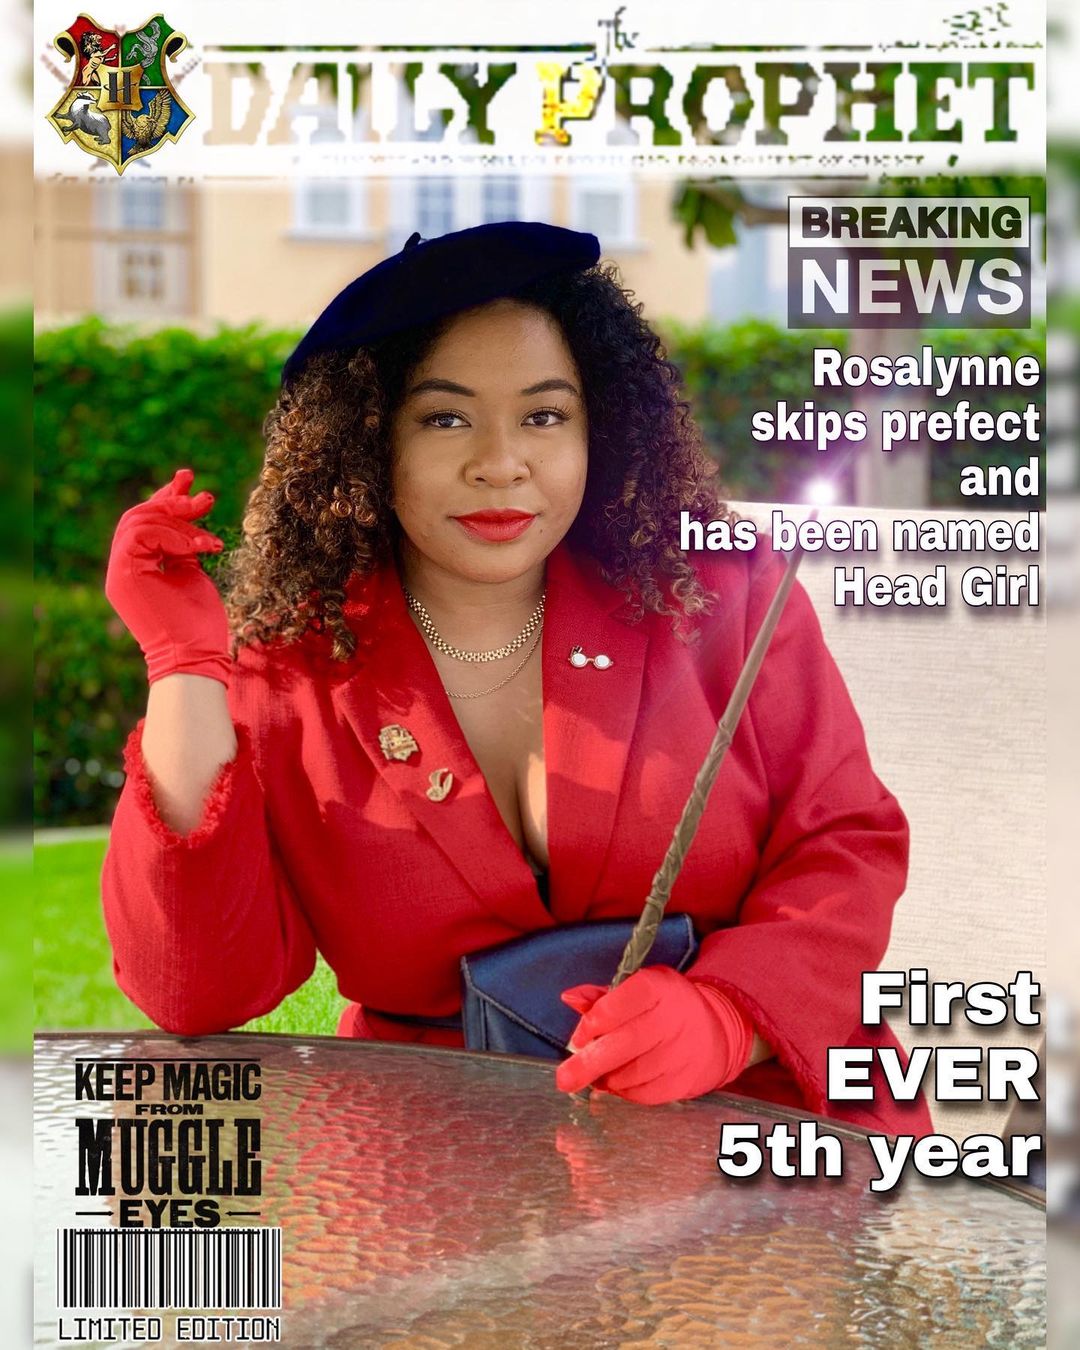 The
DAILY PROPHET
BREAKING
NEWS
Rosalynne
skips prefect
and
has been named
Head Girl
First
EVER
5th year
KEEP MAGIC
FROM
MUGGLE
EYES
LIMITED EDITION